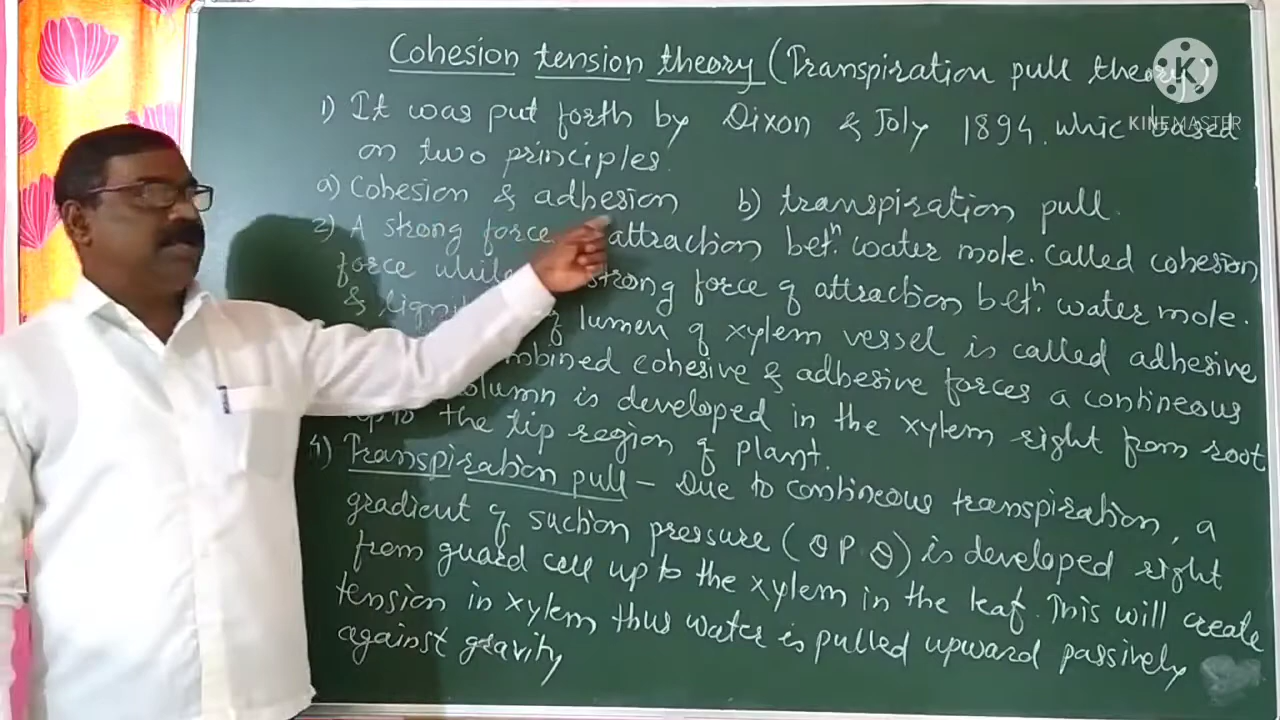 Cohesion tension theory (Transpiration pull theory)
KINEMASTER
1) It was put forth by Dixon & Joly 1894. whic based
on two principles.
a) Cohesion & adhesion b) transpiration pull.
2) A strong force attraction betn. water mole. called cohesion
force while strong force of attraction betn water mole.
& lignif of lumen of xylem vessel is called adhesive
mbined cohesive & adhesive forces a contineous
column is developed in the xylem right from root
up to the tip region of plant.
4) Transpiration pull – Due to contineous transpiration, a
gradient of suction pressure ( is developed right
from guard cell up to the xylem in the leaf. This will create
tension in xylem thus water is pulled upward passively
against gravity